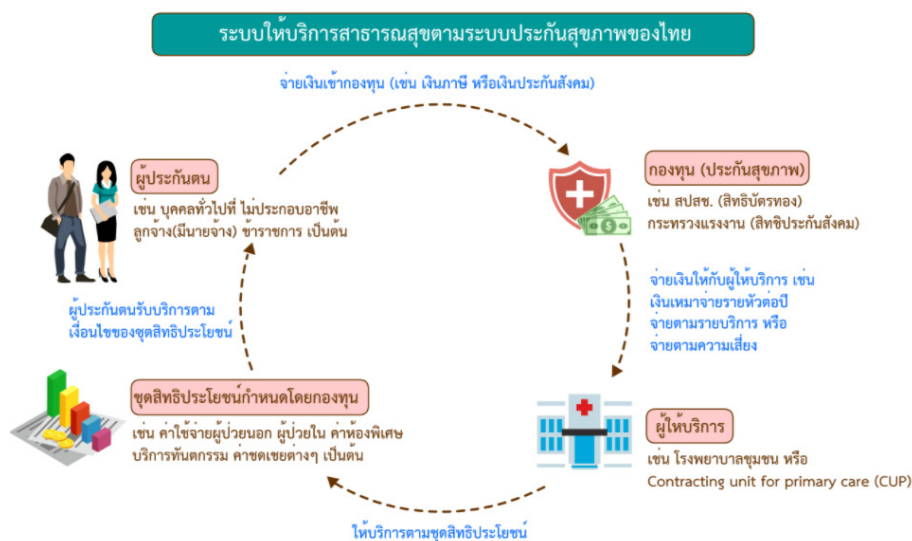 ระบบให้บริการสาธารณสุขตามระบบประกันสุขภาพของไทย
จ่ายเงินเข้ากองทุน (เช่น เงินภาษี หรือเงินประกันสังคม)
ผู้ประกันตน
เช่น บุคคลทั่วไปที่ ไม่ประกอบอาชีพ
ลูกจ้าง(มีนายจ้าง) ข้าราชการ เป็นต้น
กองทุน (ประกันสุขภาพ)
เช่น สปสช. (สิทธิบัตรทอง)
กระทรวงแรงงาน (สิทธิประกันสังคม)
จ่ายเงินให้กับผู้ให้บริการ เช่น
เงินเหมาจ่ายรายหัวต่อปี
จ่ายตามรายบริการ หรือ
จ่ายตามความเสี่ยง
ผู้ให้บริการ
เช่น โรงพยาบาลชุมชน หรือ
Contracting unit for primary care (CUP)
ให้บริการตามชุดสิทธิประโยชน์
ชุดสิทธิประโยชน์กำหนดโดยกองทุน
เช่น ค่าใช้จ่ายผู้ป่วยนอก ผู้ป่วยใน ค่าห้องพิเศษ
บริการทันตกรรม ค่าชดเชยต่างๆ เป็นต้น
ผู้ประกันตนรับบริการตาม
เงื่อนไขของชุดสิทธิประโยชน์